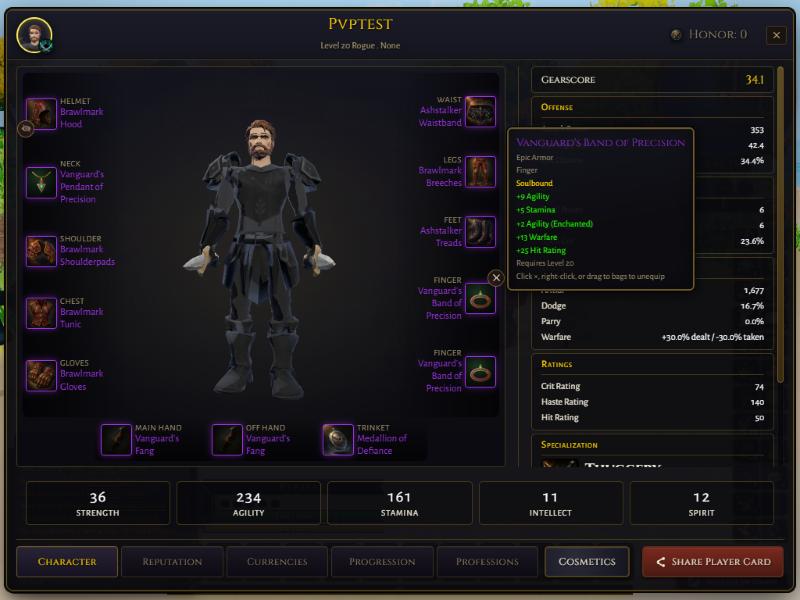 Pvptest
Level 20 Rogue . None
Honor: 0
HELMET
Brawlmark
Hood
NECK
Vanguard's
Pendant of
Precision
SHOULDER
Brawlmark
Shoulderpads
CHEST
Brawlmark
Tunic
GLOVES
Brawlmark
Gloves
WAIST
Ashstalker
Waistband
LEGS
Brawlmark
Breeches
FEET
Ashstalker
Treads
FINGER
Vanguard's
Band of
Precision
FINGER
Vanguard's
Band of
Precision
MAIN HAND
Vanguard's
Fang
OFF HAND
Vanguard's
Fang
TRINKET
Medallion of
Defiance
Vanguard's Band of Precision
Epic Armor
Finger
Soulbound
+9 Agility
+5 Stamina
+2 Agility (Enchanted)
+13 Warfare
+25 Hit Rating
Requires Level 20
Click ×, right-click, or drag to bags to unequip
Gearscore 34.1
Offense
353
42.4
34.4%
6
6
23.6%
1,677
Dodge 16.7%
Parry 0.0%
Warfare +30.0% dealt / -30.0% taken
Ratings
Crit Rating 74
Haste Rating 140
Hit Rating 50
Specialization
Thuggery
36 STRENGTH
234 AGILITY
161 STAMINA
11 INTELLECT
12 SPIRIT
Character
Reputation
Currencies
Progression
Professions
Cosmetics
Share Player Card